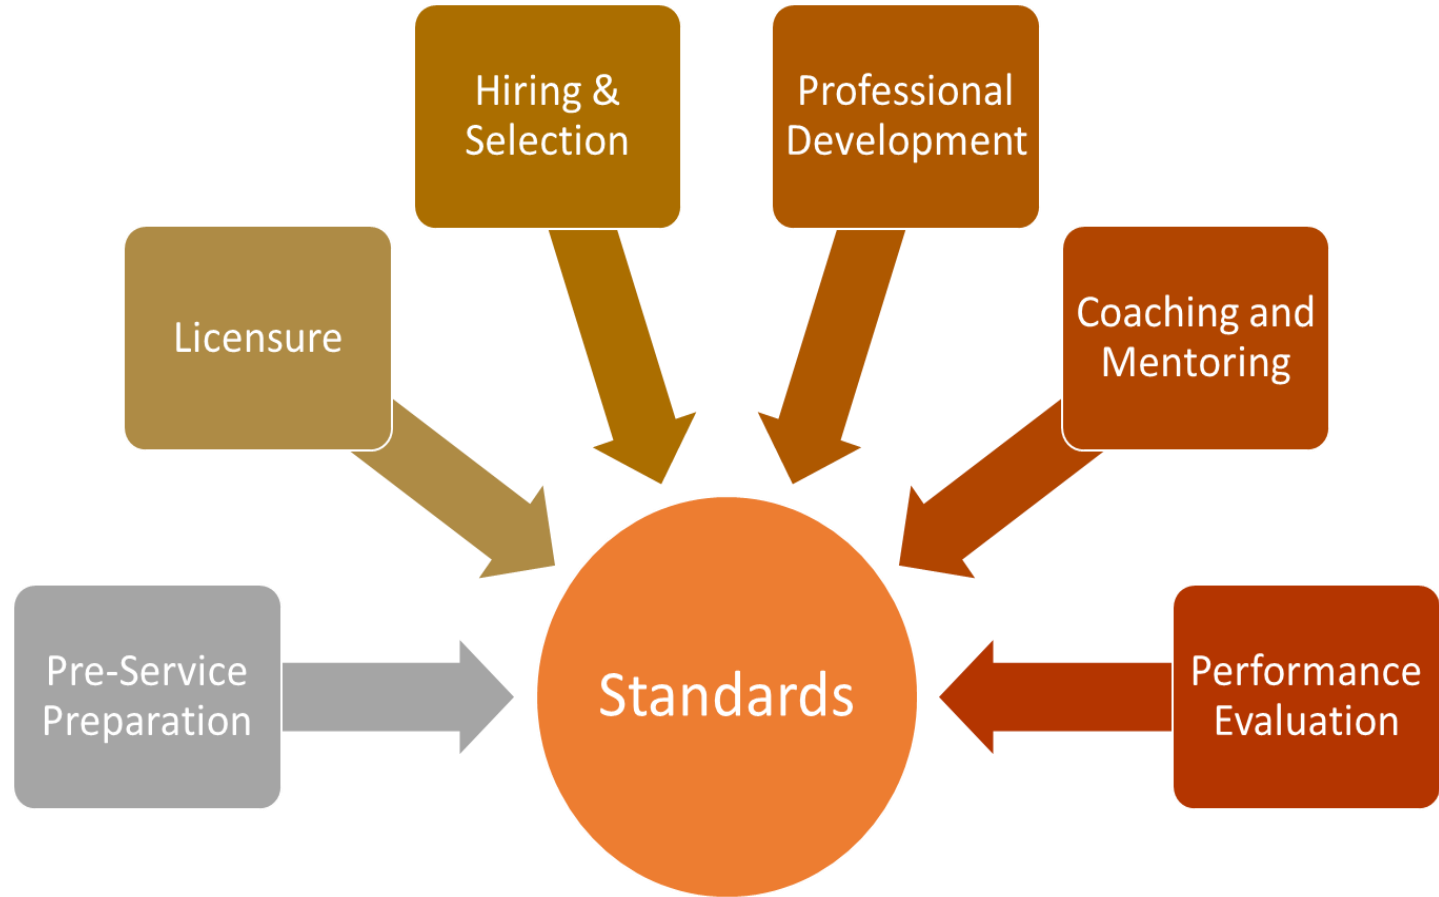 Hiring &
Selection
Professional
Development
Licensure
Coaching and
Mentoring
Pre-Service
Preparation
Standards
Performance
Evaluation